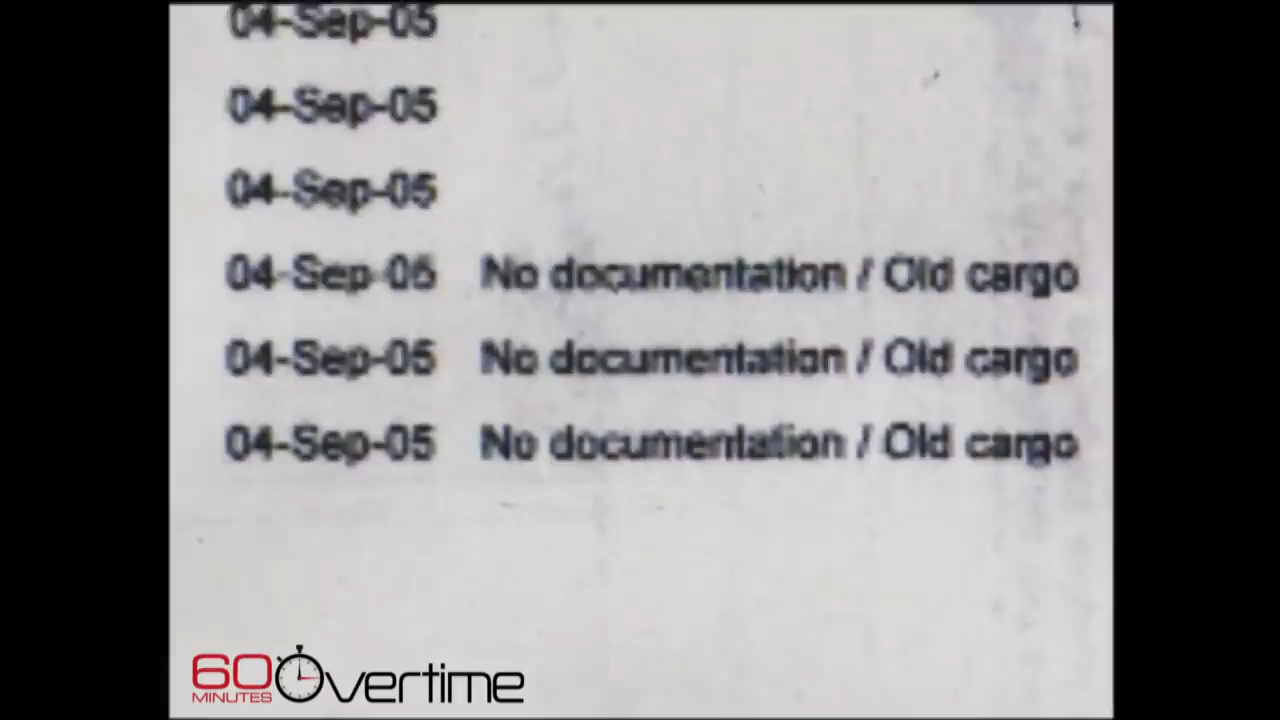 04-Sep-05
04-Sep-05
04-Sep-05
04-Sep-05 No documentation / Old cargo
04-Sep-05 No documentation / Old cargo
04-Sep-05 No documentation / Old cargo
60 Overtime
MINUTES